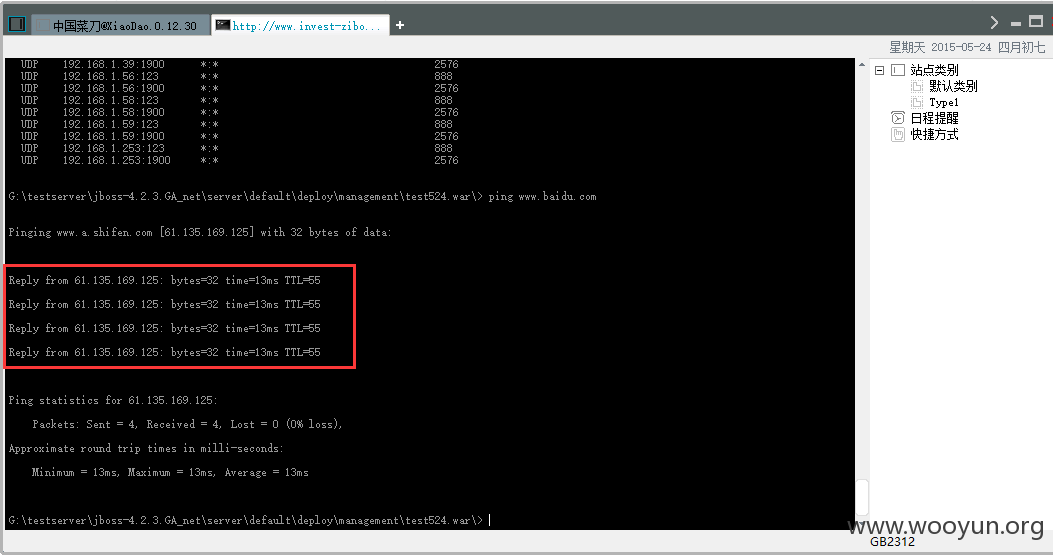 中国菜刀@XiaoDao.0.12.30
http://www.invest-zibo...
+
星期天 2015-05-24 四月初七
UDP 192.168.1.39:1900 *:* 2576
UDP 192.168.1.56:123 *:* 888
UDP 192.168.1.56:1900 *:* 2576
UDP 192.168.1.58:123 *:* 888
UDP 192.168.1.58:1900 *:* 2576
UDP 192.168.1.59:123 *:* 888
UDP 192.168.1.59:1900 *:* 2576
UDP 192.168.1.253:123 *:* 888
UDP 192.168.1.253:1900 *:* 2576
G:\testserver\jboss-4.2.3.GA_net\server\default\deploy\management\test524.war\> ping www.baidu.com
Pinging www.a.shifen.com [61.135.169.125] with 32 bytes of data:
Reply from 61.135.169.125: bytes=32 time=13ms TTL=55
Reply from 61.135.169.125: bytes=32 time=13ms TTL=55
Reply from 61.135.169.125: bytes=32 time=13ms TTL=55
Reply from 61.135.169.125: bytes=32 time=13ms TTL=55
Ping statistics for 61.135.169.125:
Packets: Sent = 4, Received = 4, Lost = 0 (0% loss),
Approximate round trip times in milli-seconds:
Minimum = 13ms, Maximum = 13ms, Average = 13ms
G:\testserver\jboss-4.2.3.GA_net\server\default\deploy\management\test524.war\>
站点类别
默认类别
Type1
日程提醒
快捷方式
www.wooyun.org
GB2312